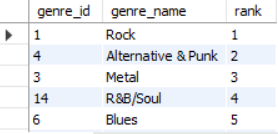 genre_id genre_name rank
1 Rock 1
4 Alternative & Punk 2
3 Metal 3
14 R&B/Soul 4
6 Blues 5